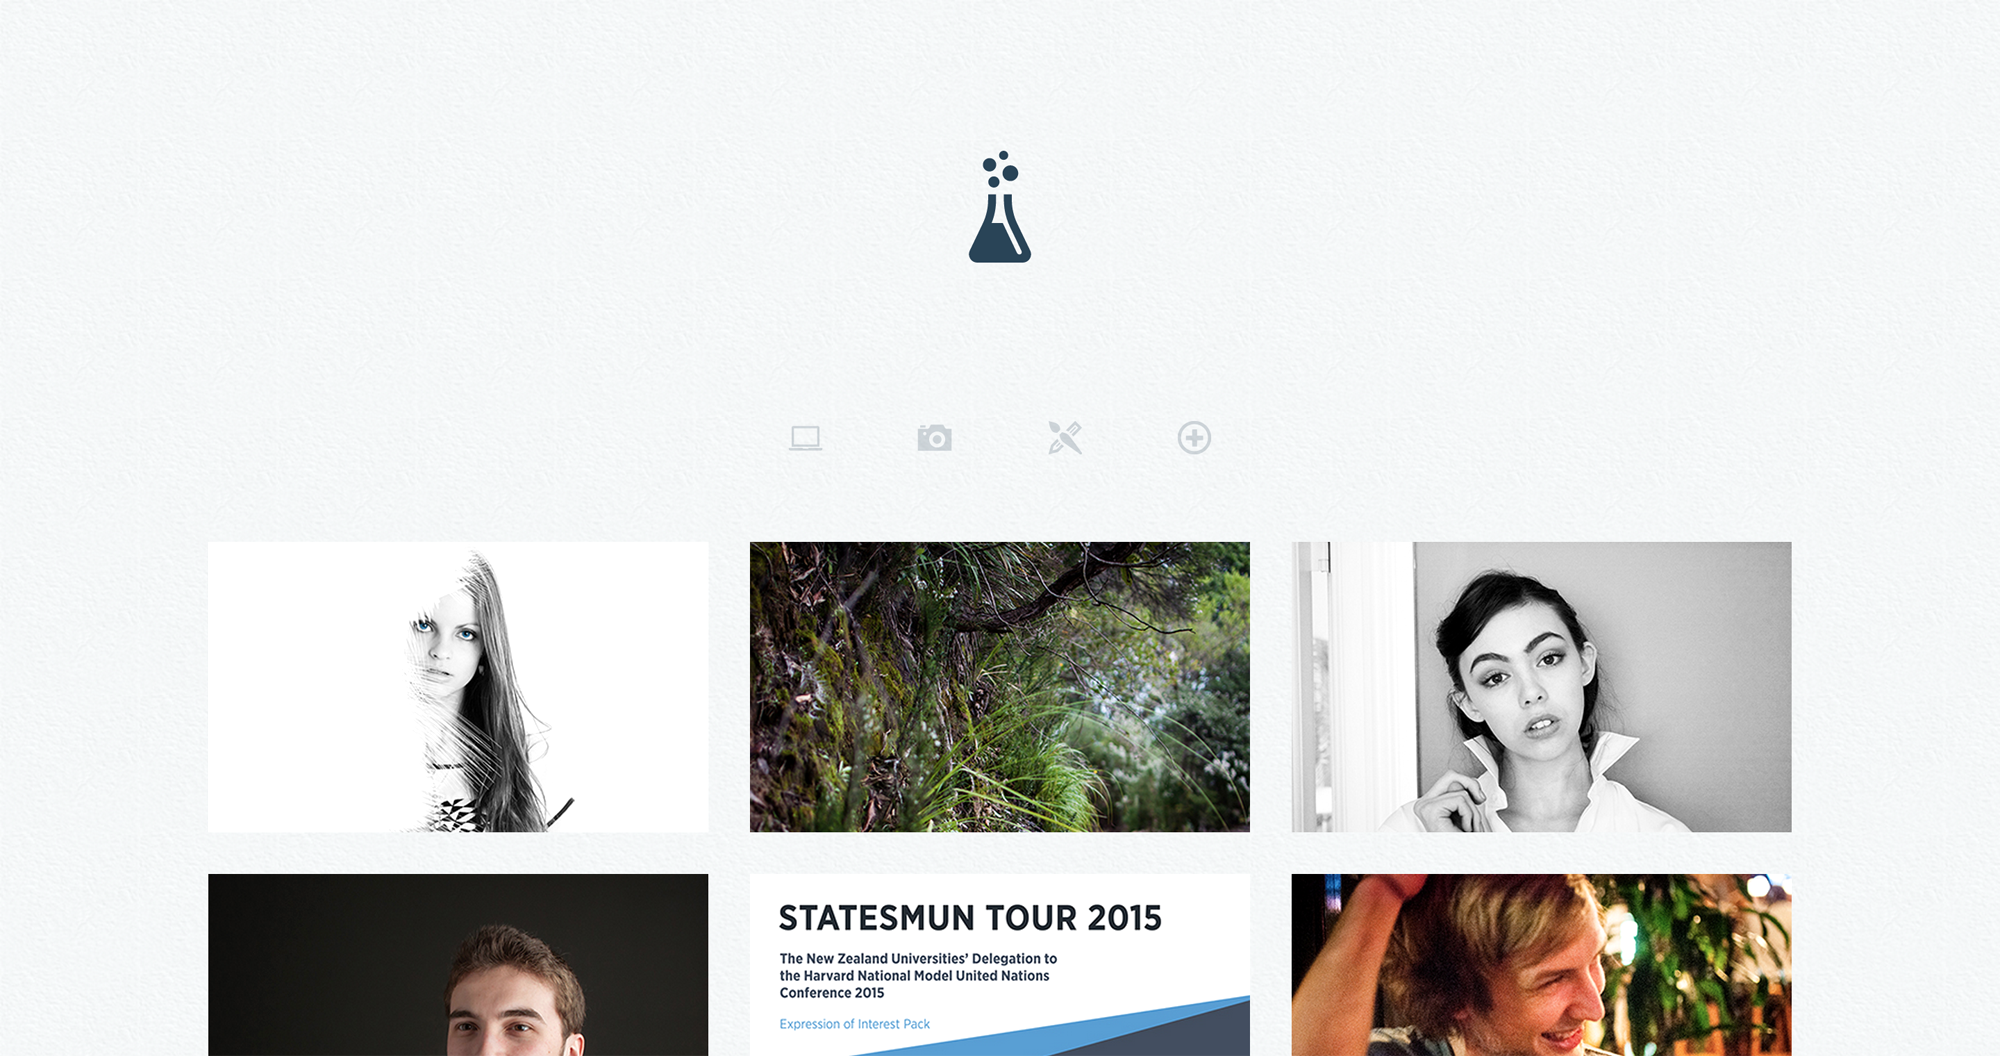 STATESMUN TOUR 2015
The New Zealand Universities’ Delegation to
the Harvard National Model United Nations
Conference 2015
Expression of Interest Pack